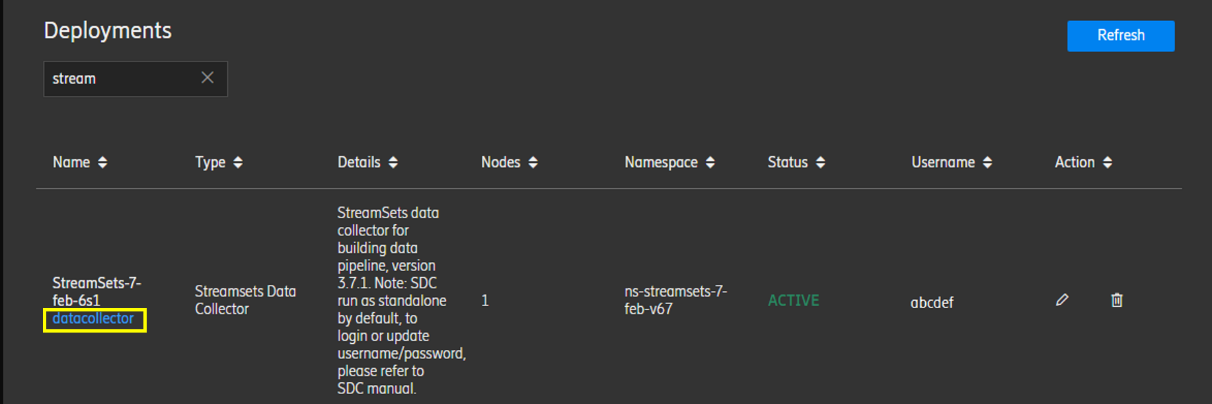 Deployments
Refresh
stream
Name
Type
Details
Nodes
Namespace
Status
Username
Action
StreamSets-7-
feb-6s1
datacollector
Streamsets Data
Collector
StreamSets data
collector for
building data
pipeline, version
3.7.1. Note: SDC
run as standalone
by default, to
login or update
username/password,
please refer to
SDC manual.
1
ns-streamsets-7-
feb-v67
ACTIVE
abcdef